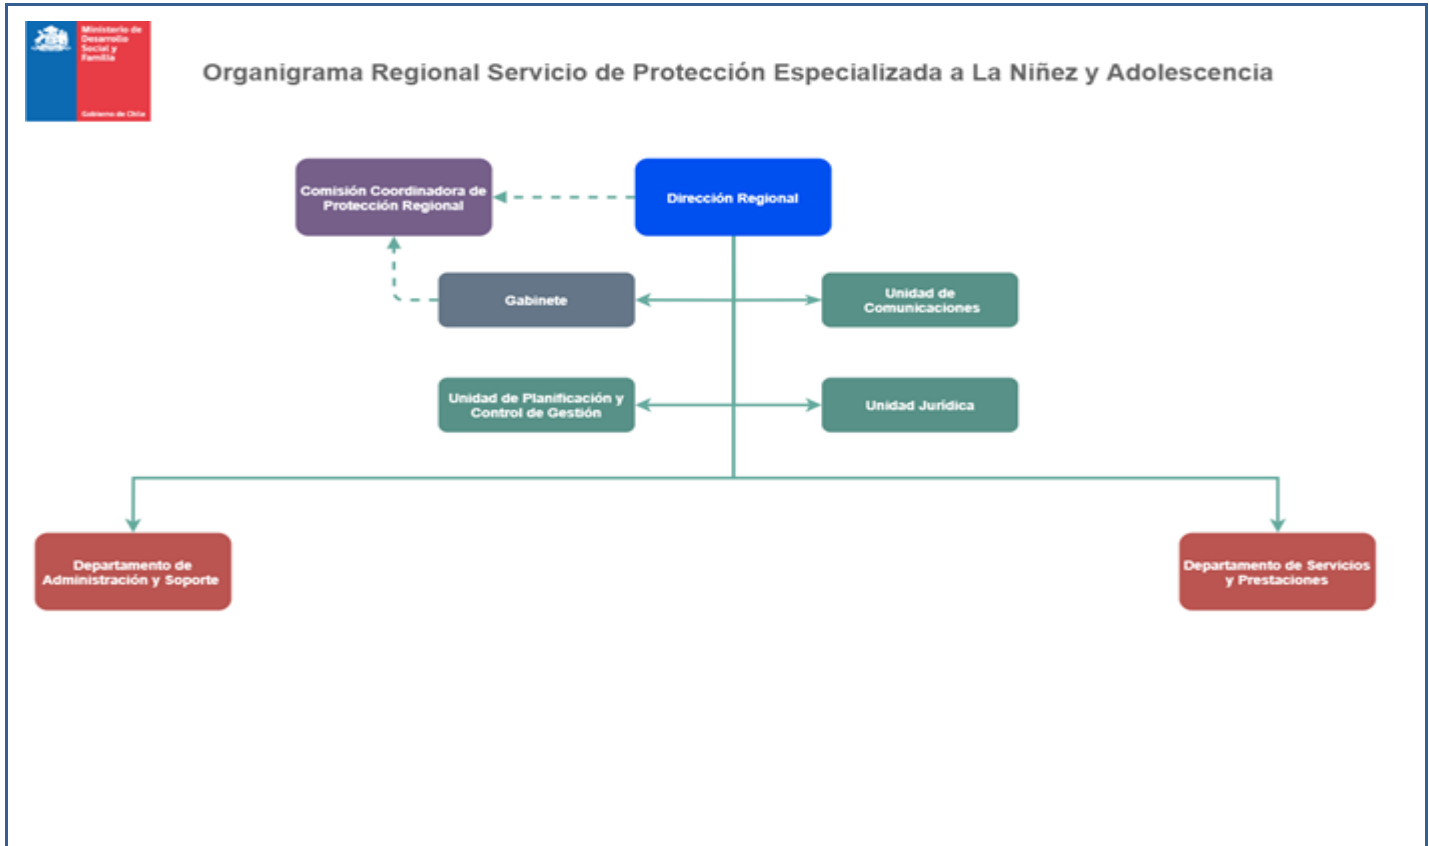 Ministerio de
Desarrollo
Social y
Familia
Gobierno de Chile
Organigrama Regional Servicio de Protección Especializada a La Niñez y Adolescencia
Comisión Coordinadora de
Protección Regional
Dirección Regional
Gabinete
Unidad de
Comunicaciones
Unidad de Planificación y
Control de Gestión
Unidad Jurídica
Departamento de
Administración y Soporte
Departamento de Servicios
y Prestaciones